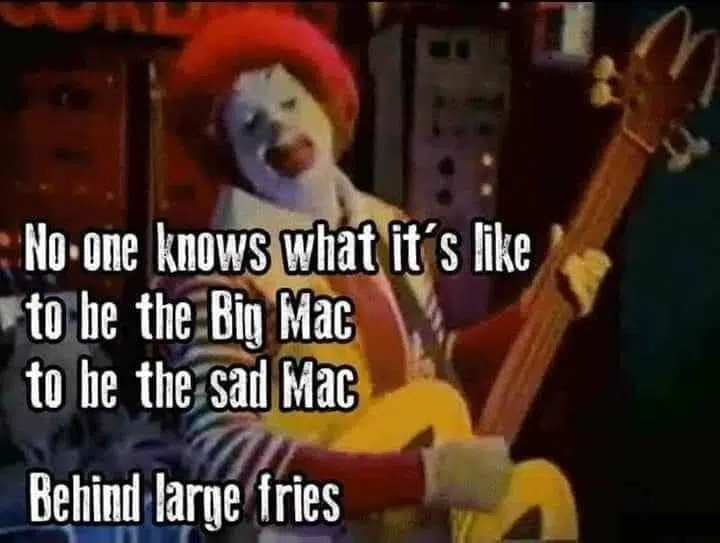 No one knows what it´s like
to be the Big Mac
to be the sad Mac
Behind large fries